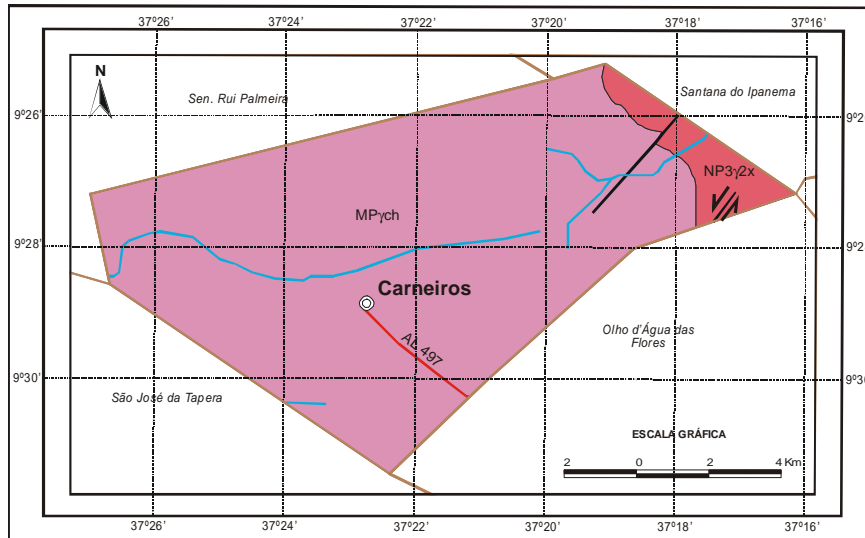 37°26' 37°24' 37°22' 37°20' 37°18' 37°16'
N
Sen. Rui Palmeira
Santana do Ipanema
9°26'
9°2
NP3γ2x
MPγch
9°28'
9°2
Carneiros
AL 497
Olho d'Água das
Flores
9°30'
9°30
São José da Tapera
ESCALA GRÁFICA
2 0 2 4 Km
37°26' 37°24' 37°22' 37°20' 37°18' 37°16'